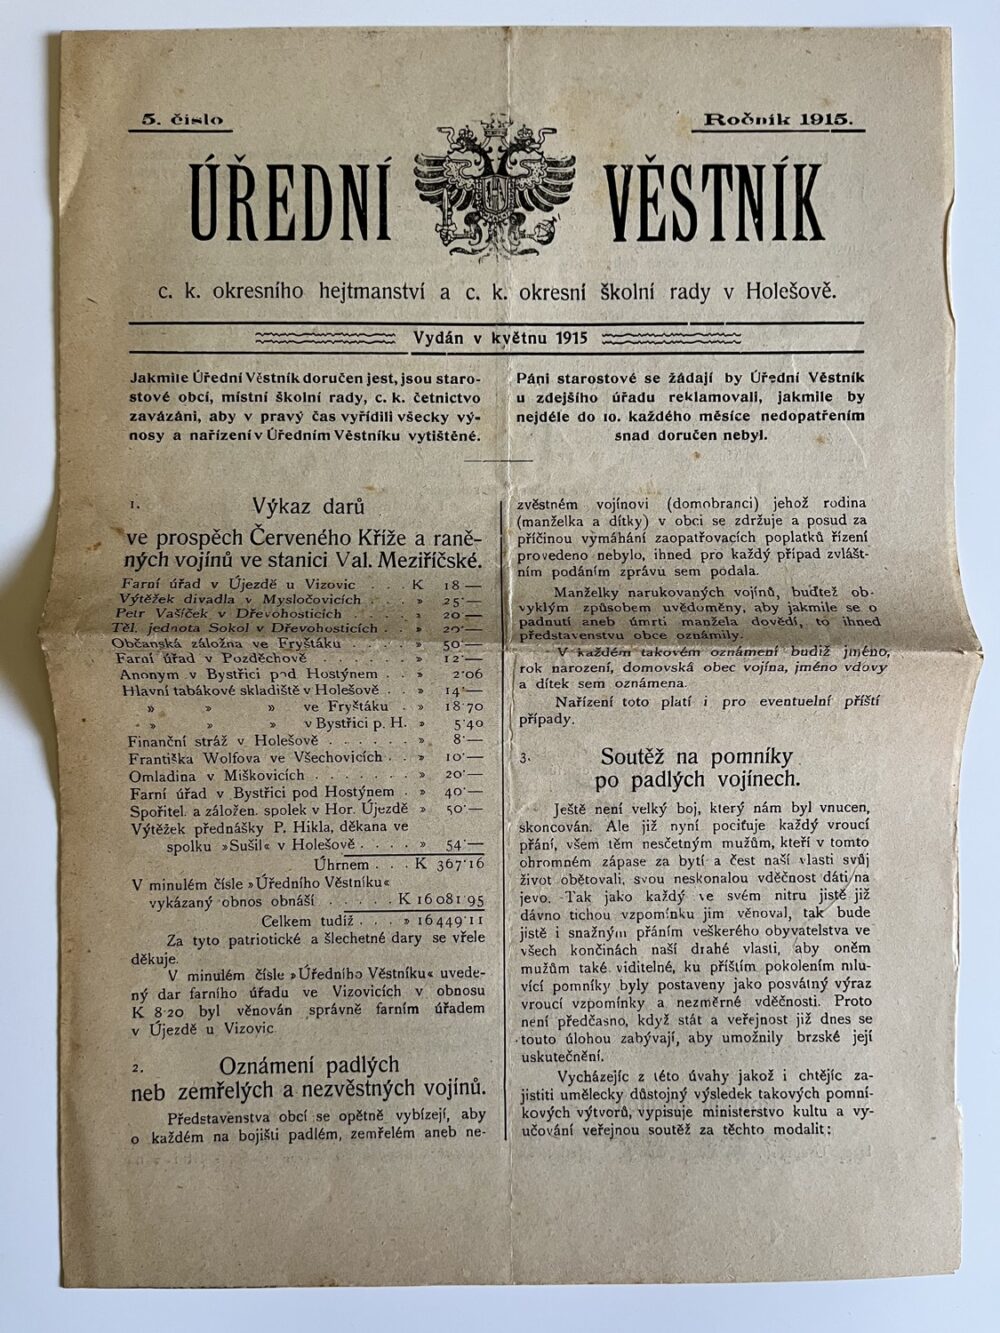 5. číslo
Ročník 1915.
ÚŘEDNÍ VĚSTNÍK
c. k. okresního hejtmanství a c. k. okresní školní rady v Holešově.
Vydán v květnu 1915
Jakmile Úřední Věstník doručen jest, jsou staro-
stové obcí, místní školní rady, c. k. četnictvo
zavázáni, aby v pravý čas vyřídili všecky vý-
nosy a nařízení v Úředním Věstníku vytištěné.
Páni starostové se žádají by Úřední Věstník
u zdejšího úřadu reklamovali, jakmile by
nejdéle do 10. každého měsíce nedopatřením
snad doručen nebyl.
1. Výkaz darů
ve prospěch Červeného Kříže a raně-
ných vojínů ve stanici Val. Meziříčské.
Farní úřad v Újezdě u Vizovic . . K 18·—
Výtěžek divadla v Mysločovicích . . . » 25·—
Petr Vašíček v Dřevohosticích . . . » 20·—
Těl. jednota Sokol v Dřevohosticích . . . » 20·—
Občanská záložna ve Fryštáku . . . » 50·—
Farní úřad v Pozděchově . . . . » 12·—
Anonym v Bystřici pod Hostýnem . . » 2·06
Hlavní tabákové skladiště v Holešově . . » 14·—
» » » ve Fryštáku . » 18·70
» » » v Bystřici p. H. » 5·40
Finanční stráž v Holešově . . . . . . » 8·—
Františka Wolfova ve Všechovicích . . » 10·—
Omladina v Miškovicích . . . . . . . » 20·—
Farní úřad v Bystřici pod Hostýnem . » 40·—
Spořitel. a záložen. spolek v Hor. Újezdě » 50·—
Výtěžek přednášky P. Hikla, děkana ve
spolku »Sušil« v Holešově . . . . » 54·—
Úhrnem . . . K 367·16
V minulém čísle »Úředního Věstníku«
vykázaný obnos obnáší . . . . . K 16081·95
Celkem tudíž . . . » 16449·11
Za tyto patriotické a šlechetné dary se vřele
děkuje.
V minulém čísle »Úředního Věstníku« uvede-
ný dar farního úřadu ve Vizovicích v obnosu
K 8·20 byl věnován správně farním úřadem
v Újezdě u Vizovic
2. Oznámení padlých
neb zemřelých a nezvěstných vojínů.
Představenstva obcí se opětně vybízejí, aby
o každém na bojišti padlém, zemřelém aneb ne-
zvěstném vojínovi (domobranci) jehož rodina
(manželka a dítky) v obci se zdržuje a posud za
příčinou vymáhání zaopatřovacích poplatků řízení
provedeno nebylo, ihned pro každý případ zvlášt-
ním podáním zprávu sem podala.
Manželky narukovaných vojínů, buďtež ob-
vyklým způsobem uvědoměny, aby jakmile se o
padnutí aneb úmrtí manžela dovědí, to ihned
představenstvu obce oznámily.
V každém takovém oznámení budiž jméno,
rok narození, domovská obec vojína, jméno vdovy
a dítek sem oznámena.
Nařízení toto platí i pro eventuelní příští
případy.
3. Soutěž na pomníky
po padlých vojínech.
Ještě není velký boj, který nám byl vnucen,
skoncován. Ale již nyní pociťuje každý vroucí
přání, všem těm nesčetným mužům, kteří v tomto
ohromném zápase za bytí a čest naší vlasti svůj
život obětovali, svou neskonalou vděčnost dáti na
jevo. Tak jako každý ve svém nitru jistě již
dávno tichou vzpomínku jim věnoval, tak bude
jistě i snažným přáním veškerého obyvatelstva ve
všech končinách naší drahé vlasti, aby oněm
mužům také viditelné, ku příštím pokolením mlu-
vící pomníky byly postaveny jako posvátný výraz
vroucí vzpomínky a nezměrné vděčnosti. Proto
není předčasno, když stát a veřejnost již dnes se
touto úlohou zabývají, aby umožnily brzské její
uskutečnění.
Vycházejíc z této úvahy jakož i chtějíc za-
jistiti umělecky důstojný výsledek takových pomní-
kových výtvorů, vypisuje ministerstvo kultu a vy-
učování veřejnou soutěž za těchto modalit: